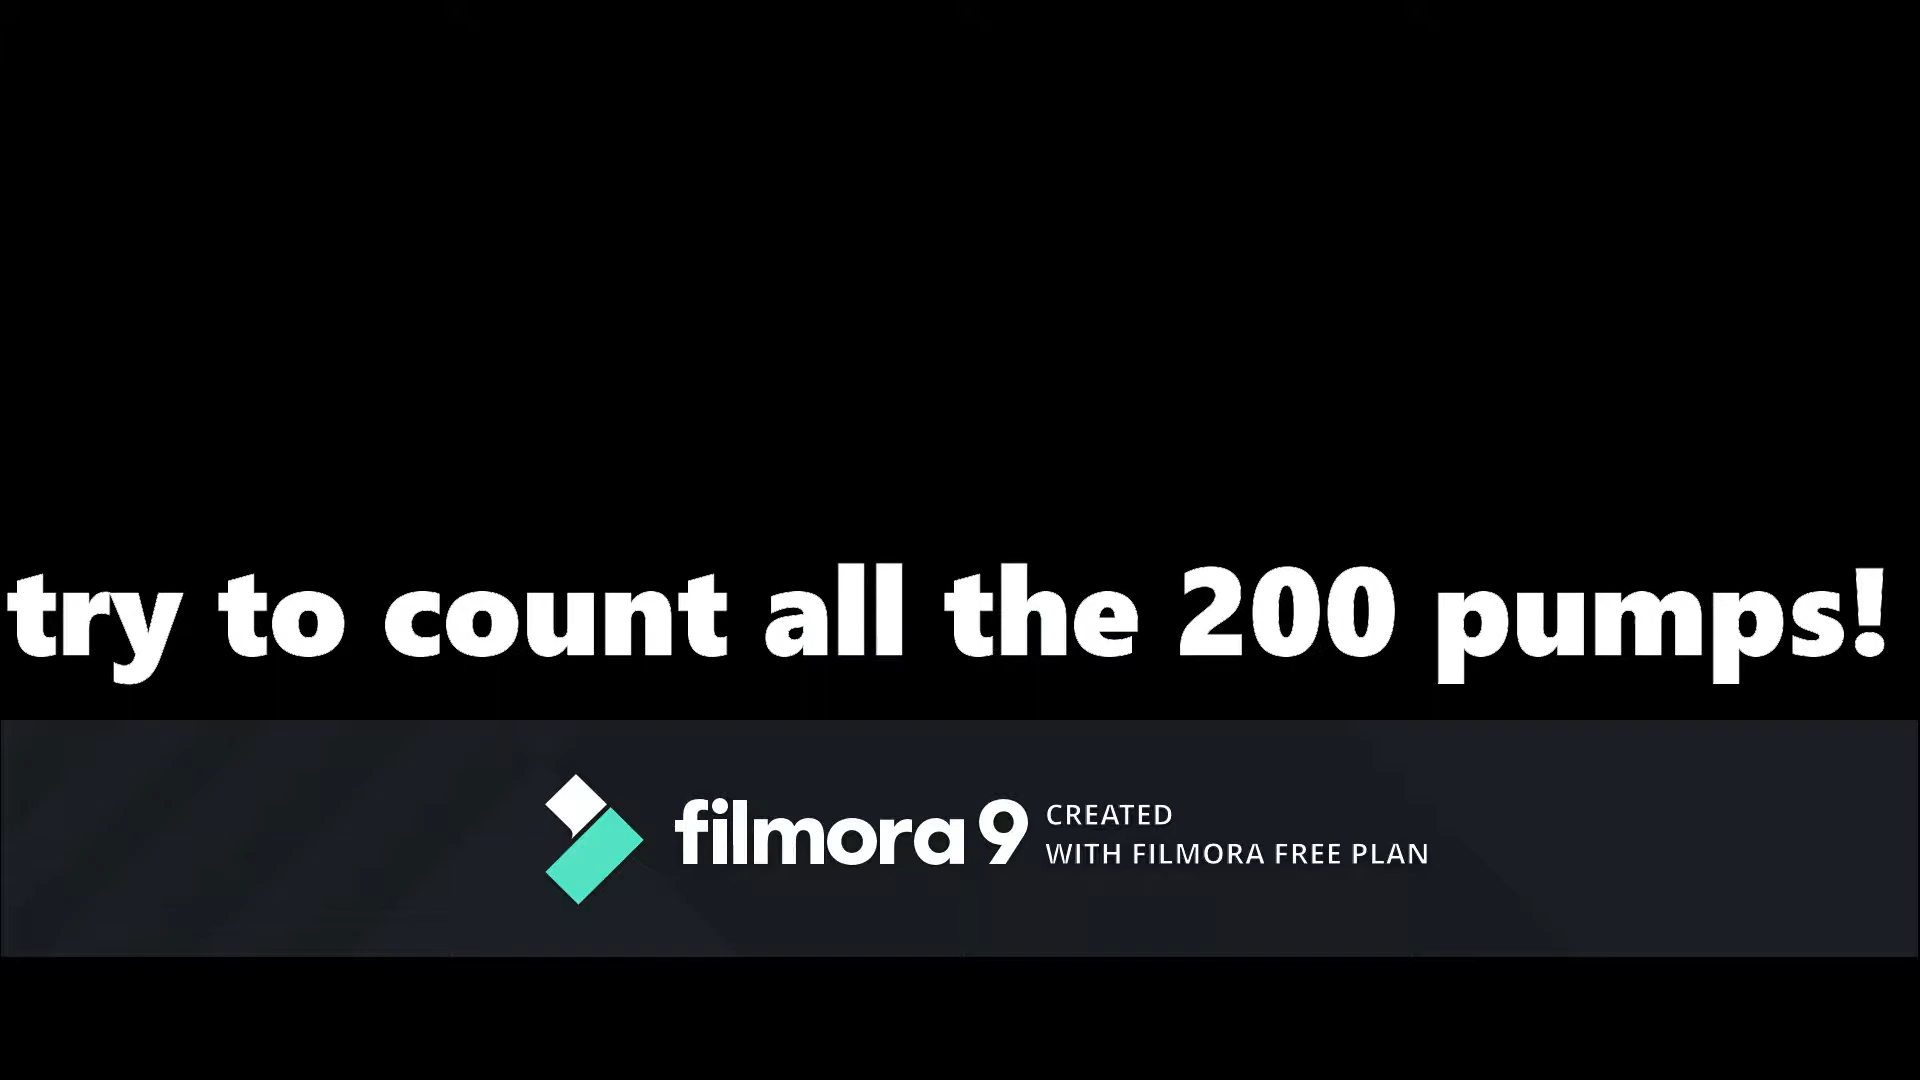 try to count all the 200 pumps!
filmora 9 CREATED
WITH FILMORA FREE PLAN